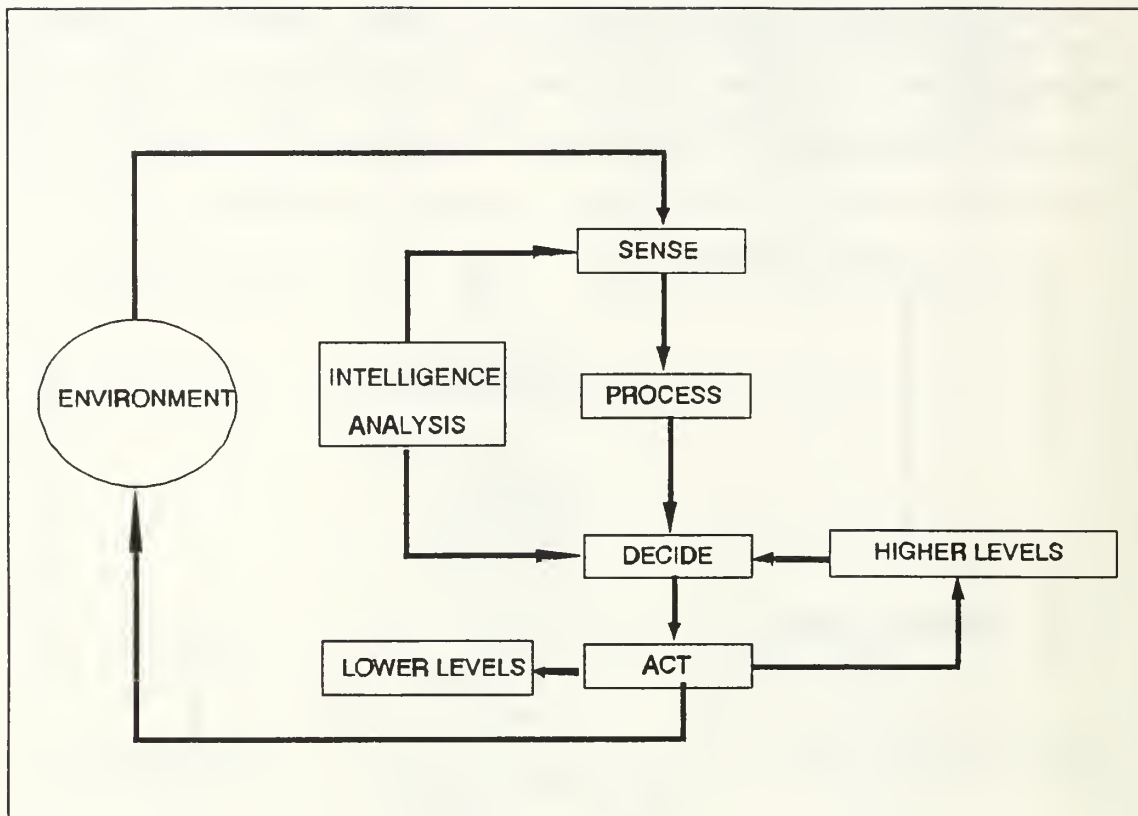 SENSE
ENVIRONMENT
INTELLIGENCE
ANALYSIS
PROCESS
DECIDE
HIGHER LEVELS
LOWER LEVELS
ACT